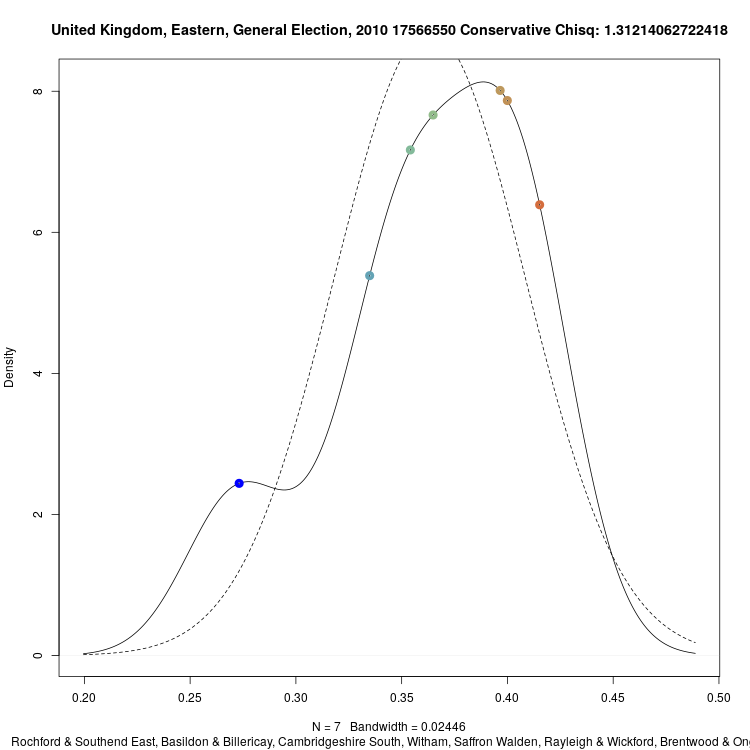 United Kingdom, Eastern, General Election, 2010 17566550 Conservative Chisq: 1.31214062722418
Density
8
6
4
2
0
0.20 0.25 0.30 0.35 0.40 0.45 0.50
N = 7 Bandwidth = 0.02446
Rochford & Southend East, Basildon & Billericay, Cambridgeshire South, Witham, Saffron Walden, Rayleigh & Wickford, Brentwood &